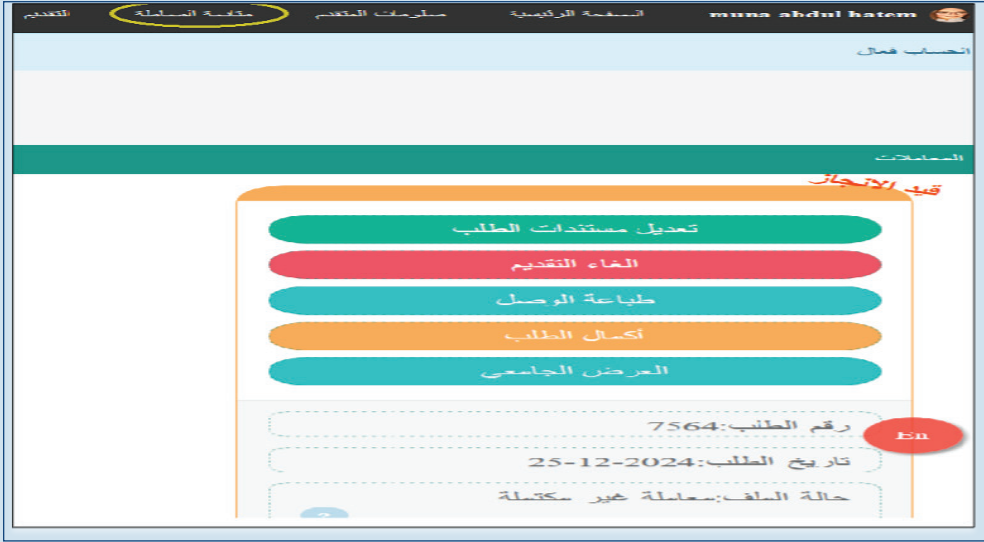 muna abdul hatem الصفحة الرئيسية معلومات المتقدم متابعة المعاملة التقديم
الحساب فعال
المعاملات
قيد الانجاز
تعديل مستندات الطلب
الغاء التقديم
طباعة الوصل
أكمال الطلب
العرض الجامعي
رقم الطلب:7564
En
تاريخ الطلب:2024-12-25
حالة الملف:معاملة غير مكتملة